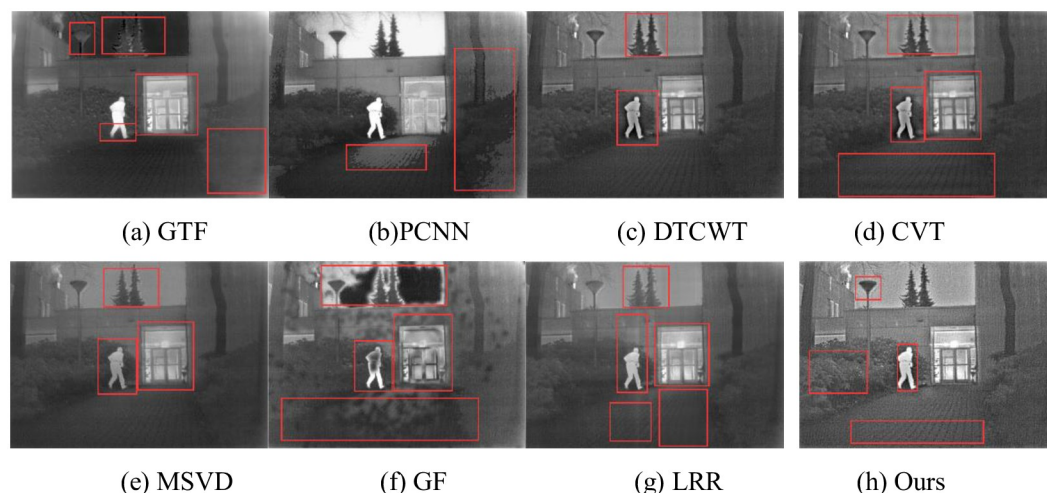 (a) GTF
(b)PCNN
(c) DTCWT
(d) CVT
(e) MSVD
(f) GF
(g) LRR
(h) Ours